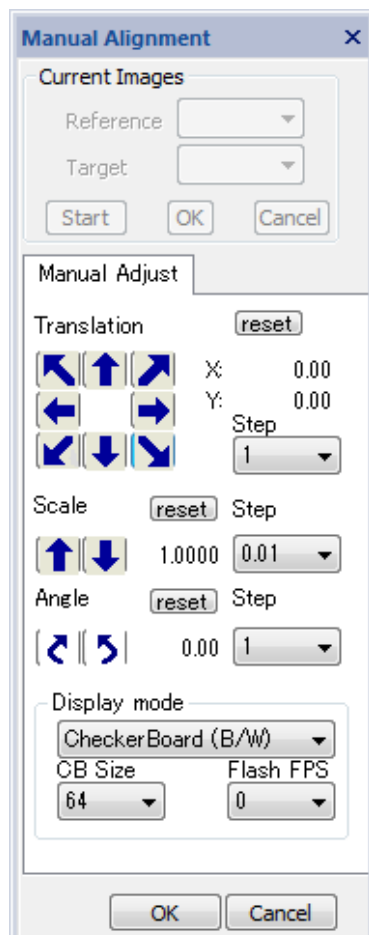 Manual Alignment
Current Images
Reference
Target
Start OK Cancel
Manual Adjust
Translation reset
X: 0.00
Y: 0.00
Step
1
Scale reset Step
1.0000 0.01
Angle reset Step
0.00 1
Display mode
CheckerBoard (B/W)
CB Size Flash FPS
64 0
OK Cancel